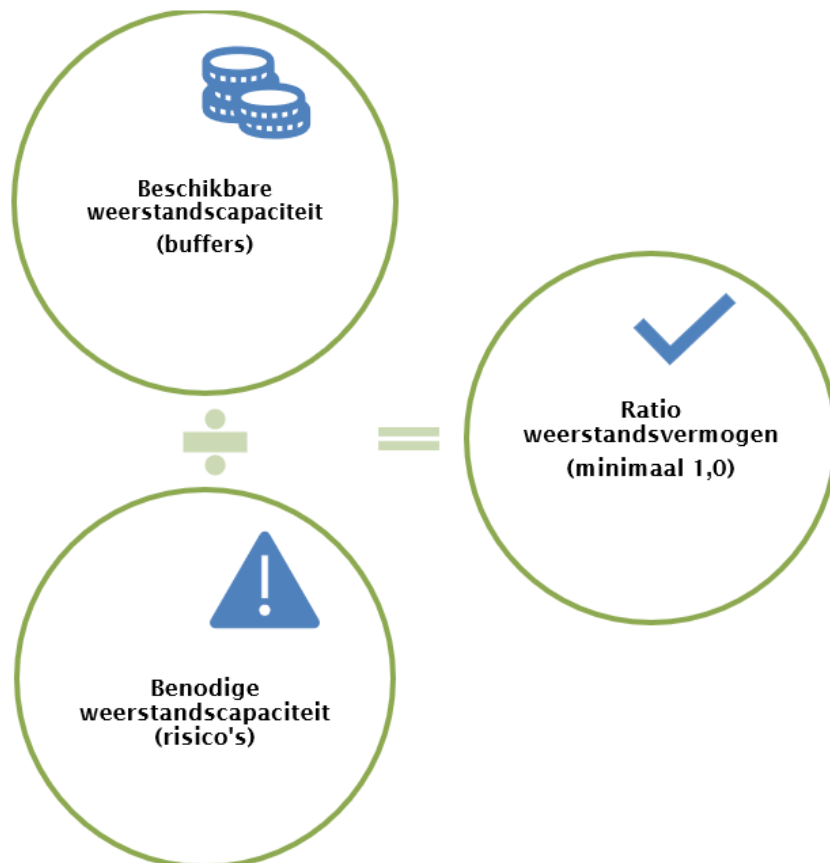 Beschikbare
weerstandscapaciteit
(buffers)
Ratio
weerstandsvermogen
(minimaal 1,0)
Benodige
weerstandscapaciteit
(risico's)